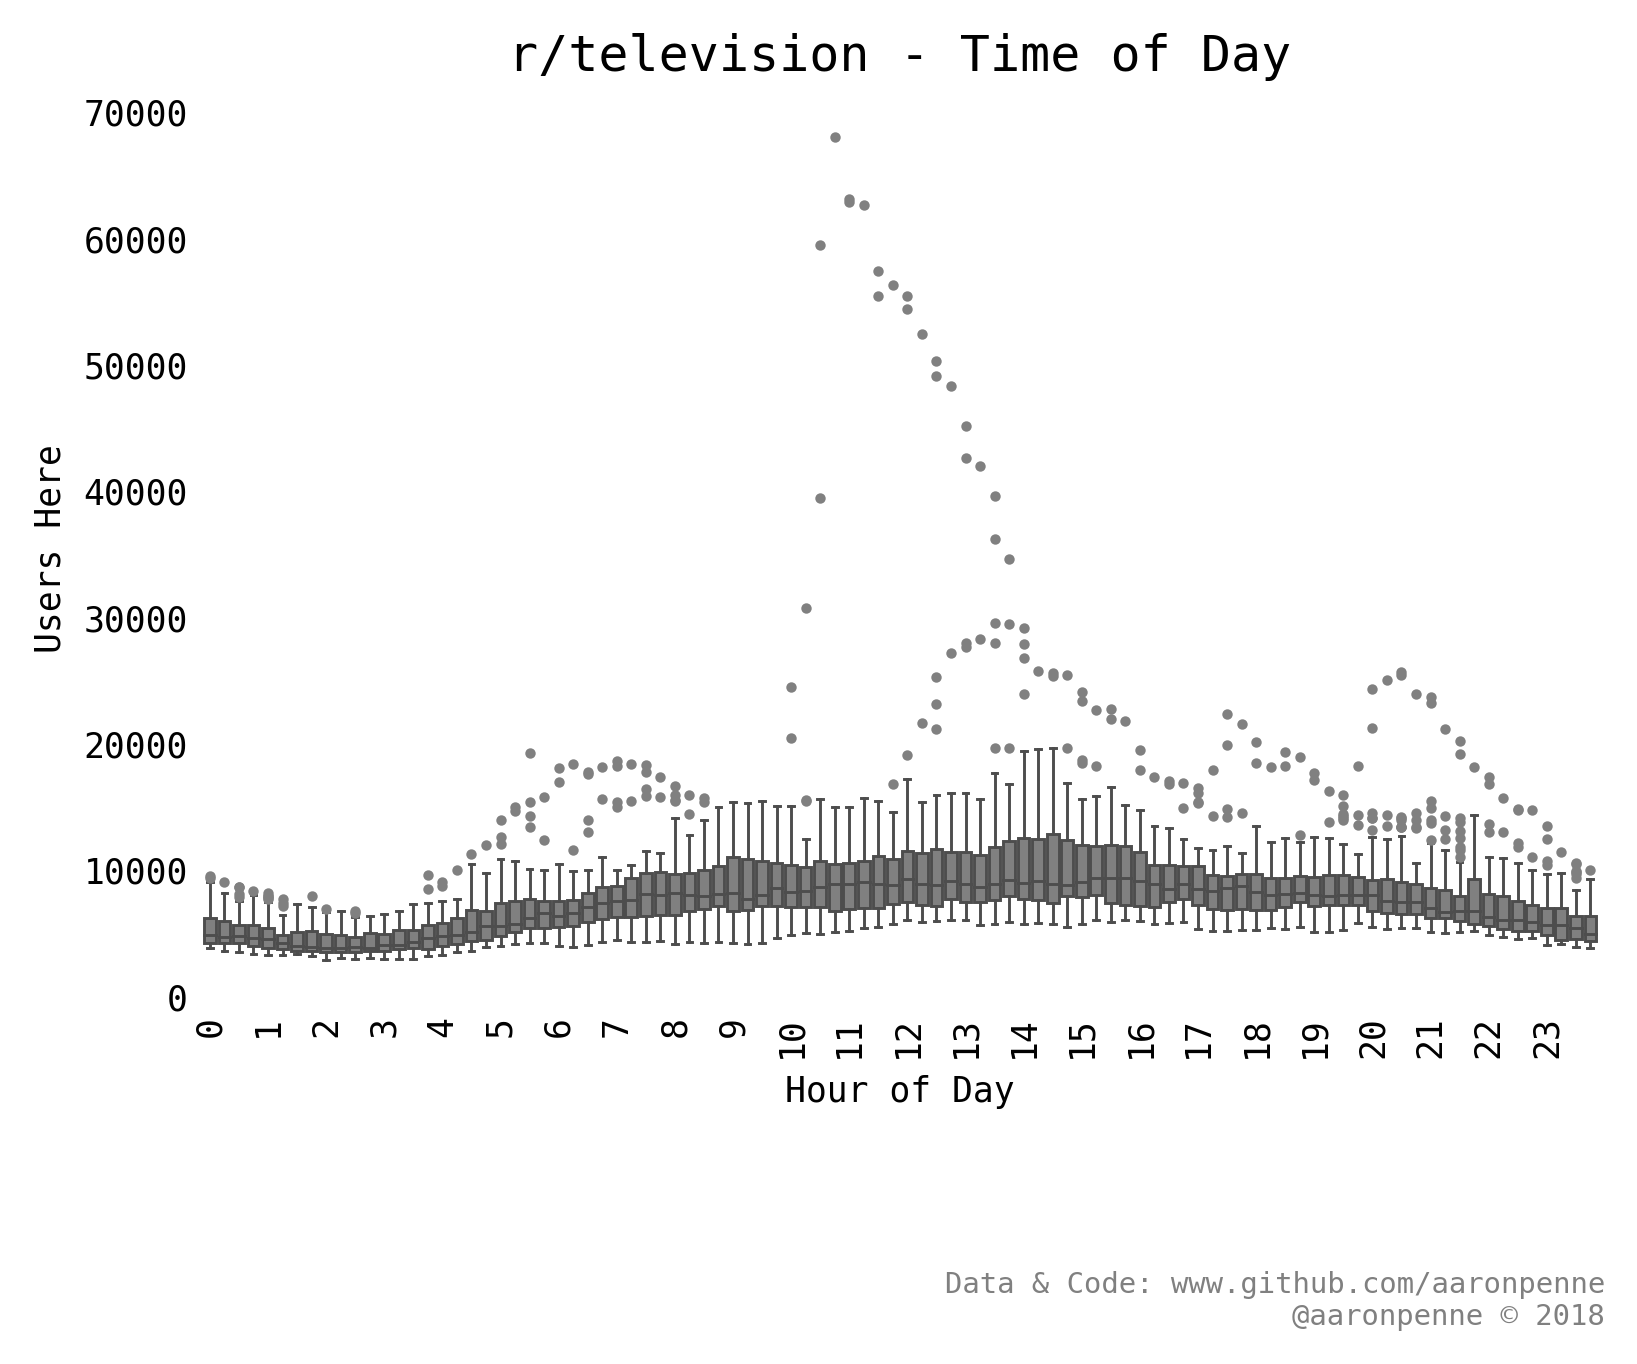 r/television - Time of Day
70000
60000
50000
40000
30000
20000
10000
0
Users Here
0 1 2 3 4 5 6 7 8 9 10 11 12 13 14 15 16 17 18 19 20 21 22 23
Hour of Day
Data & Code: www.github.com/aaronpenne
@aaronpenne © 2018